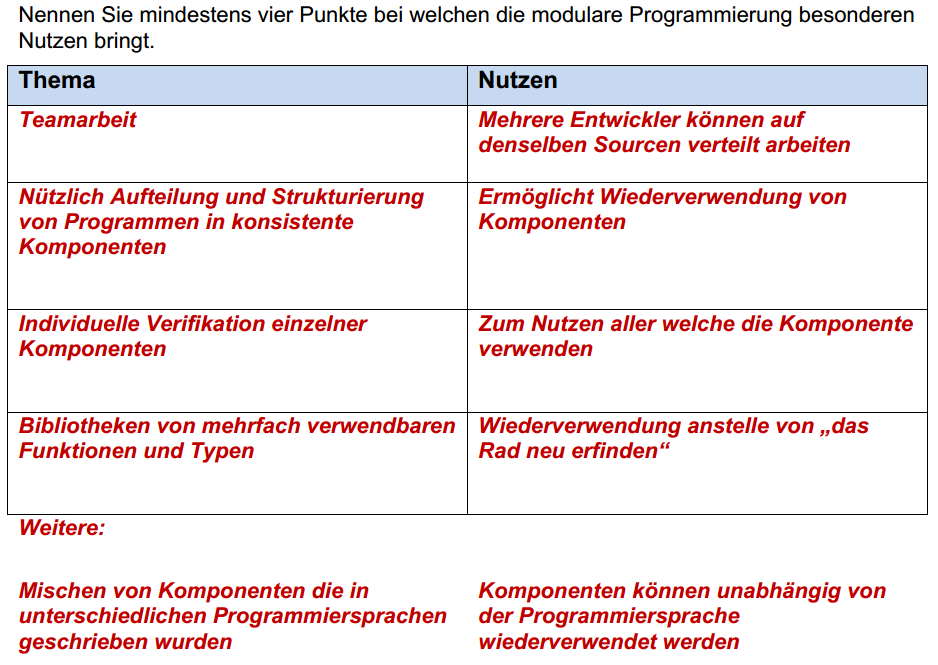 Nennen Sie mindestens vier Punkte bei welchen die modulare Programmierung besonderen
Nutzen bringt.
Thema
Nutzen
Teamarbeit
Mehrere Entwickler können auf
denselben Sourcen verteilt arbeiten
Nützlich Aufteilung und Strukturierung
von Programmen in konsistente
Komponenten
Ermöglicht Wiederverwendung von
Komponenten
Individuelle Verifikation einzelner
Komponenten
Zum Nutzen aller welche die Komponente
verwenden
Bibliotheken von mehrfach verwendbaren
Funktionen und Typen
Wiederverwendung anstelle von „das
Rad neu erfinden“
Weitere:
Mischen von Komponenten die in
unterschiedlichen Programmiersprachen
geschrieben wurden
Komponenten können unabhängig von
der Programmiersprache
wiederverwendet werden